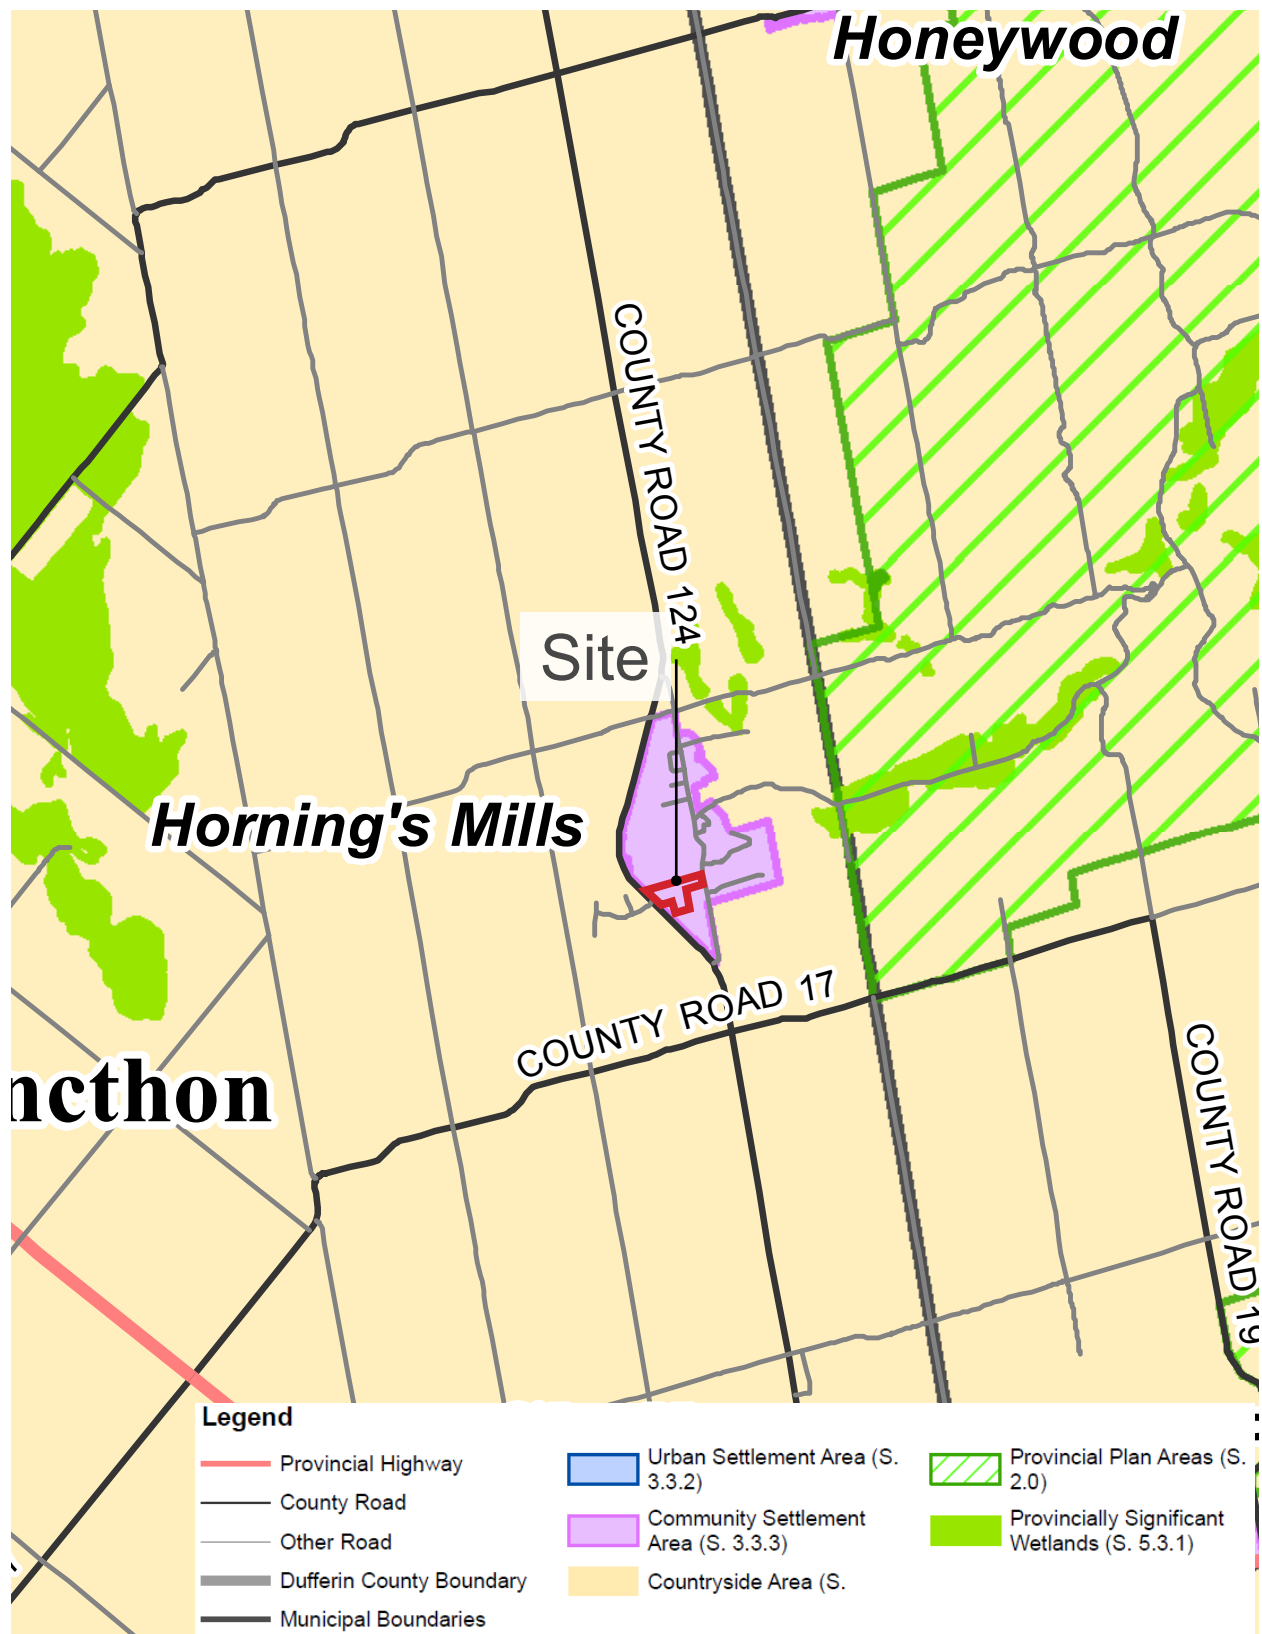 Honeywood
COUNTY ROAD 124
Site
Horning's Mills
COUNTY ROAD 17
ncthon
COUNTY ROAD 19
Legend
Provincial Highway
County Road
Other Road
Dufferin County Boundary
Municipal Boundaries
Urban Settlement Area (S.
3.3.2)
Community Settlement
Area (S. 3.3.3)
Countryside Area (S.
Provincial Plan Areas (S.
2.0)
Provincially Significant
Wetlands (S. 5.3.1)